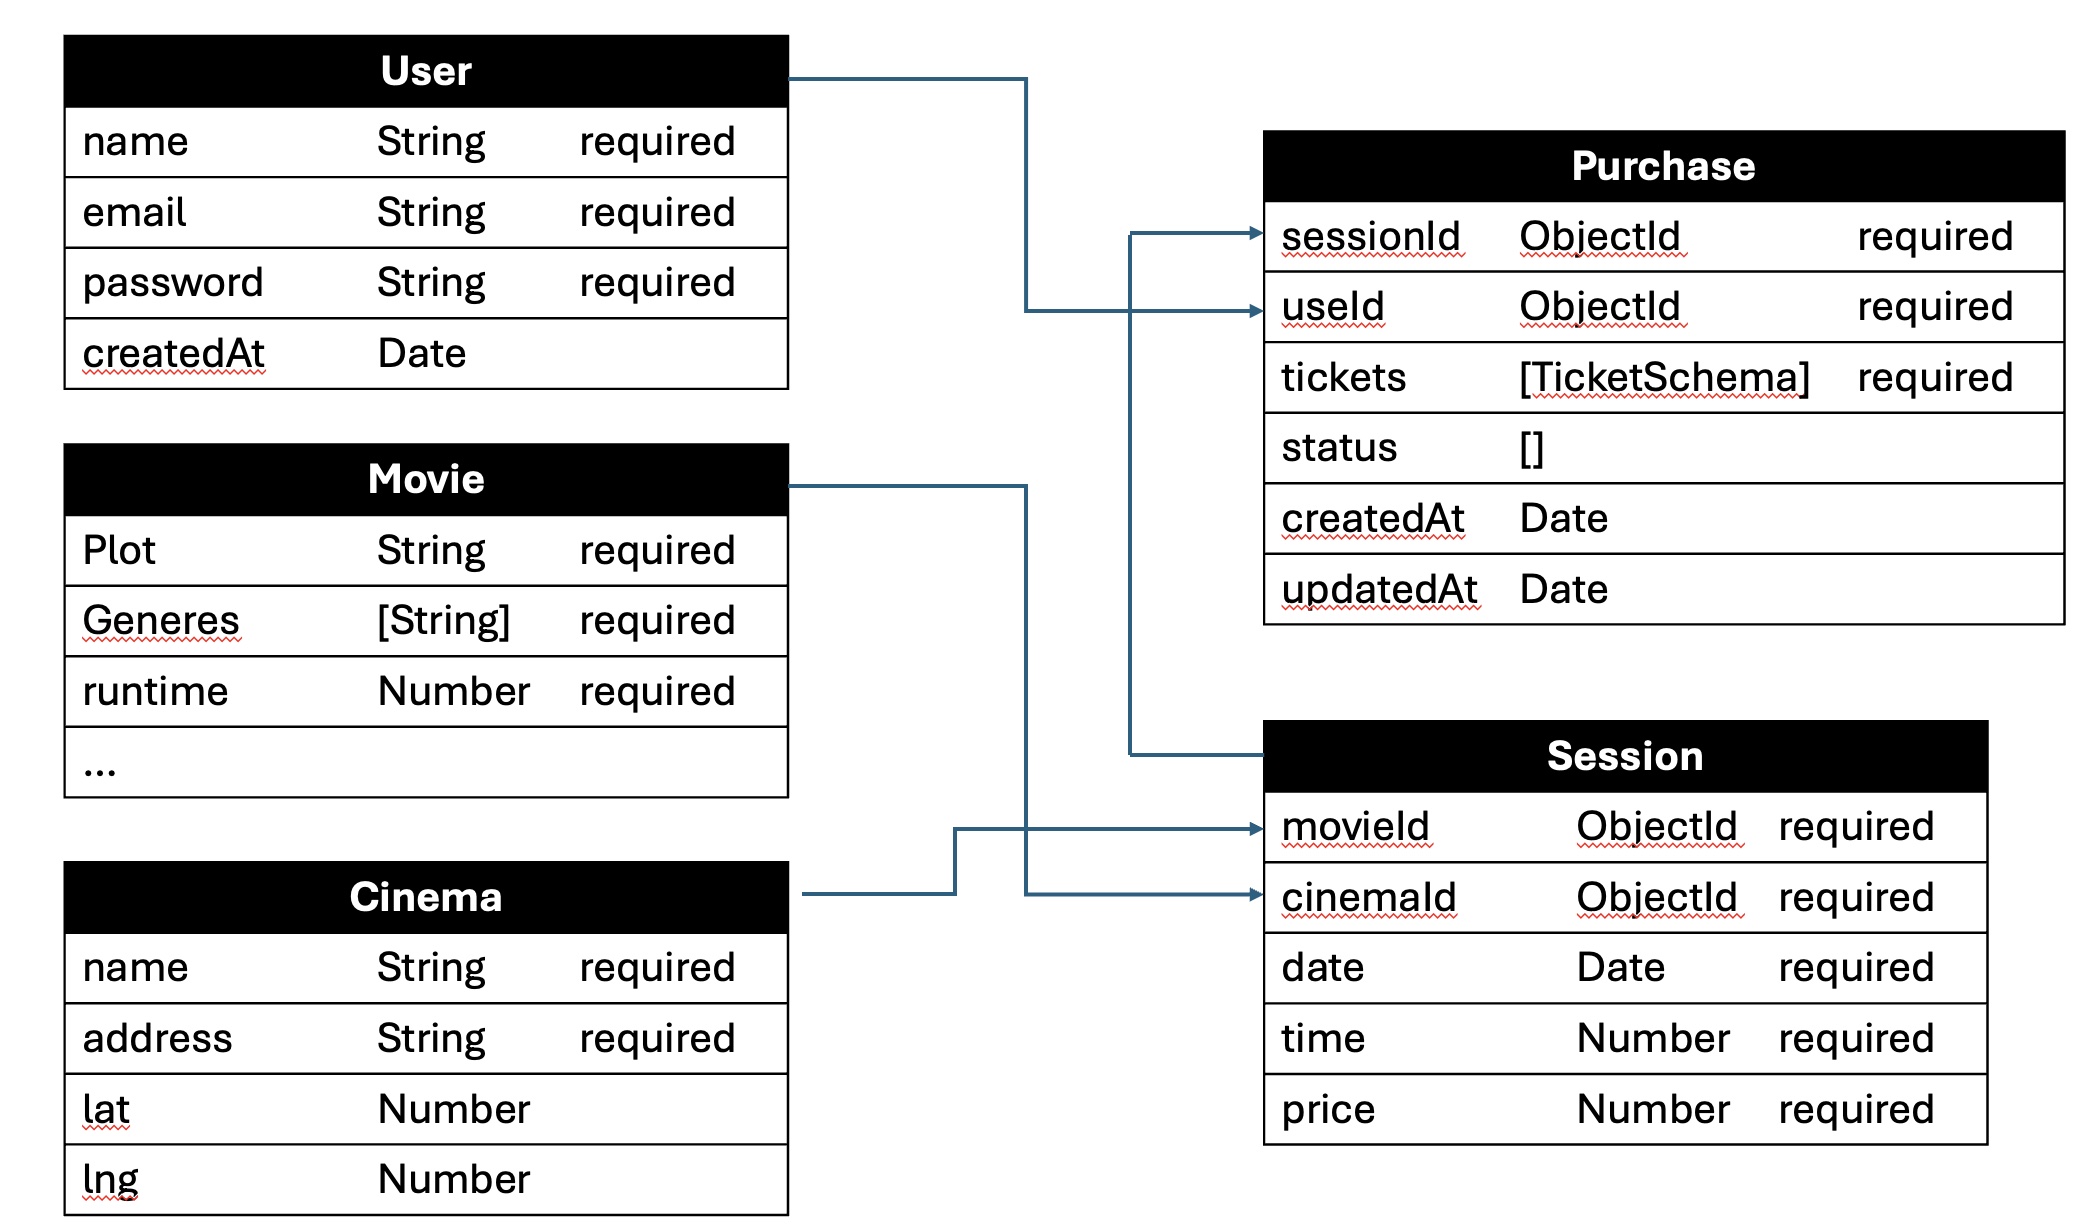 User
name String required
email String required
password String required
createdAt Date
Movie
Plot String required
Generes [String] required
runtime Number required
...
Cinema
name String required
address String required
lat Number
lng Number
Purchase
sessionId ObjectId required
useId ObjectId required
tickets [TicketSchema] required
status []
createdAt Date
updatedAt Date
Session
movieId ObjectId required
cinemaId ObjectId required
date Date required
time Number required
price Number required